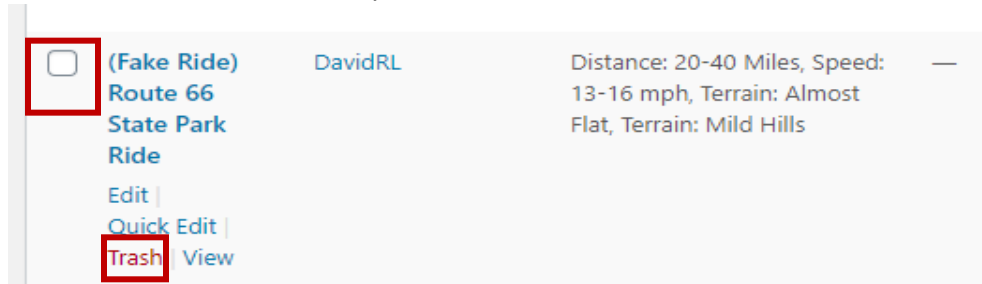 (Fake Ride)
Route 66
State Park
Ride
Edit |
Quick Edit |
Trash | View
DavidRL
Distance: 20-40 Miles, Speed:
13-16 mph, Terrain: Almost
Flat, Terrain: Mild Hills
—